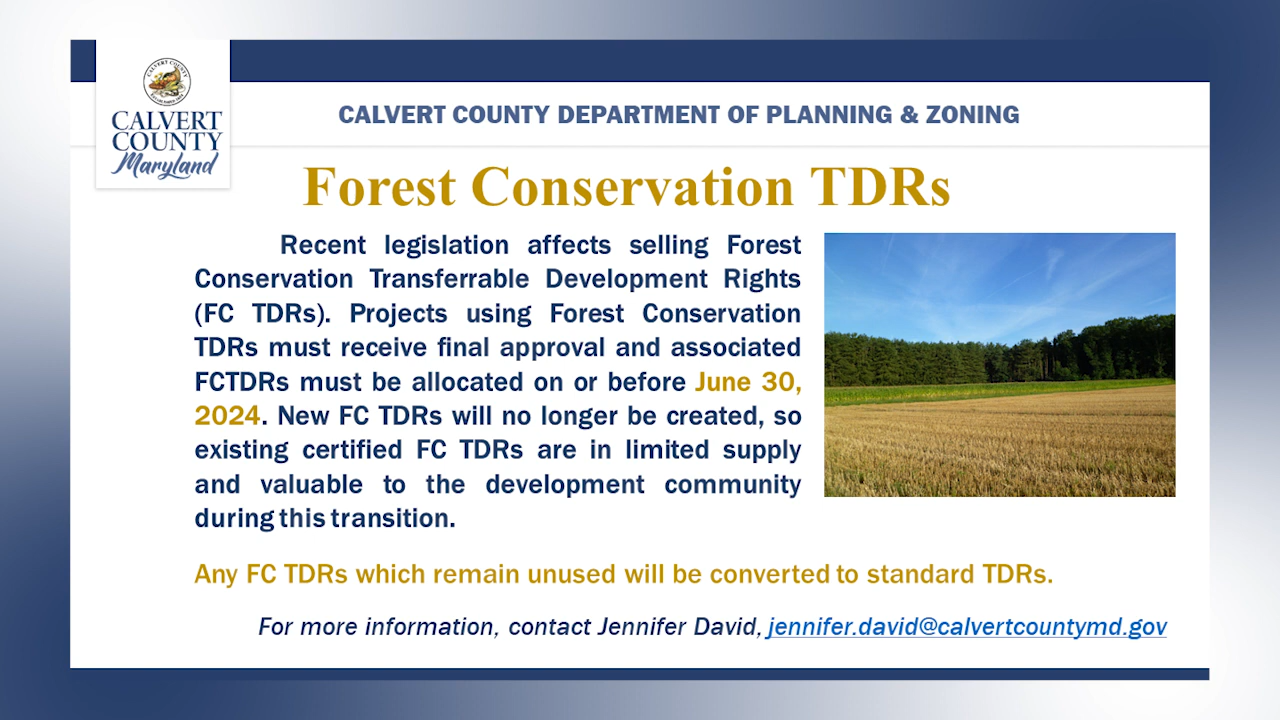 CALVERT COUNTY
CALVERT
COUNTY
Maryland
CALVERT COUNTY DEPARTMENT OF PLANNING & ZONING
Forest Conservation TDRs
Recent legislation affects selling Forest
Conservation Transferrable Development Rights
(FC TDRs). Projects using Forest Conservation
TDRs must receive final approval and associated
FCTDRs must be allocated on or before June 30,
2024. New FC TDRs will no longer be created, so
existing certified FC TDRs are in limited supply
and valuable to the development community
during this transition.
Any FC TDRs which remain unused will be converted to standard TDRs.
For more information, contact Jennifer David, jennifer.david@calvertcountymd.gov